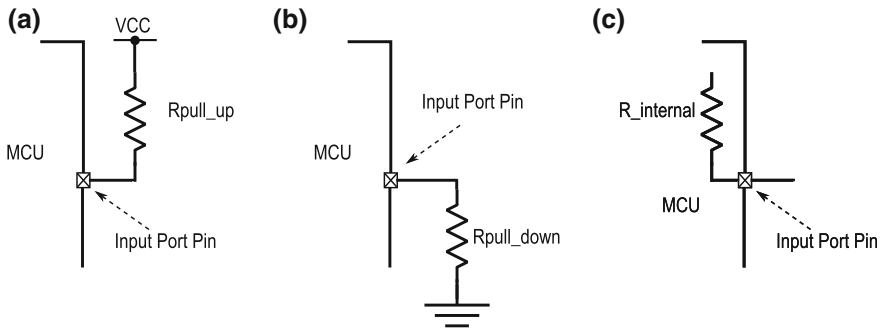 (a)
VCC
Rpull_up
MCU
Input Port Pin
(b)
Input Port Pin
MCU
Rpull_down
(c)
R_internal
MCU
Input Port Pin